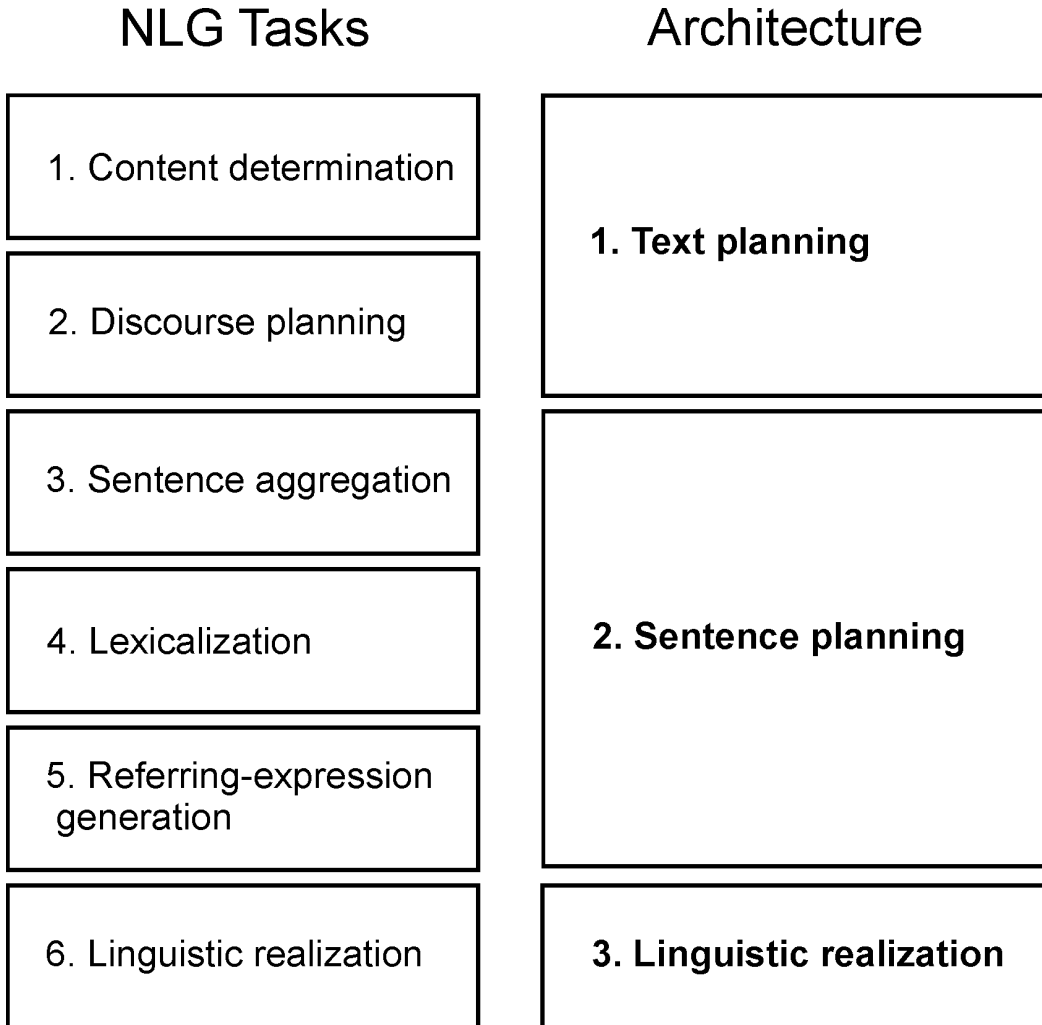 NLG Tasks
1. Content determination
2. Discourse planning
3. Sentence aggregation
4. Lexicalization
5. Referring-expression
generation
6. Linguistic realization
Architecture
1. Text planning
2. Sentence planning
3. Linguistic realization